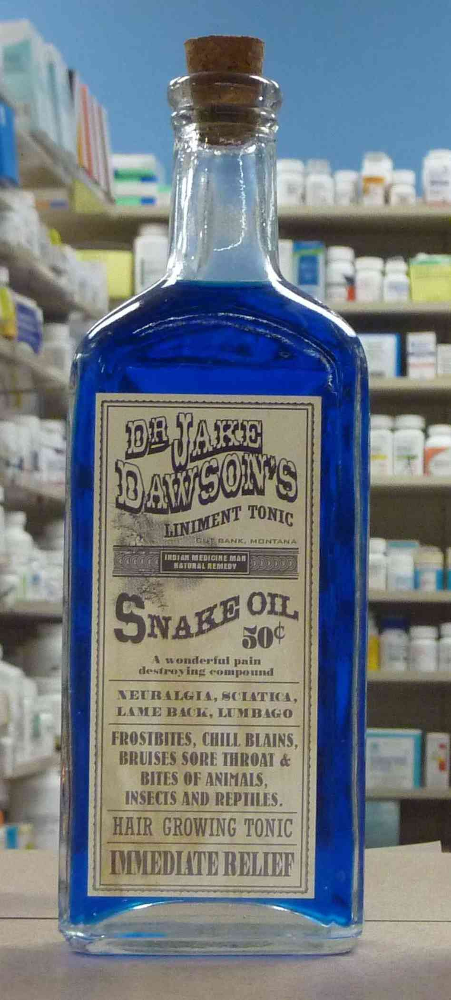 DR JAKE
DAWSON'S
LINIMENT TONIC
CUT BANK, MONTANA
INDIAN MEDICINE MAN
NATURAL REMEDY
SNAKE OIL
50¢
A wonderful pain
destroying compound
NEURALGIA, SCIATICA,
LAME BACK, LUMBAGO
FROSTBITES, CHILL BLAINS,
BRUISES SORE THROAT &
BITES OF ANIMALS,
INSECTS AND REPTILES.
HAIR GROWING TONIC
IMMEDIATE RELIEF